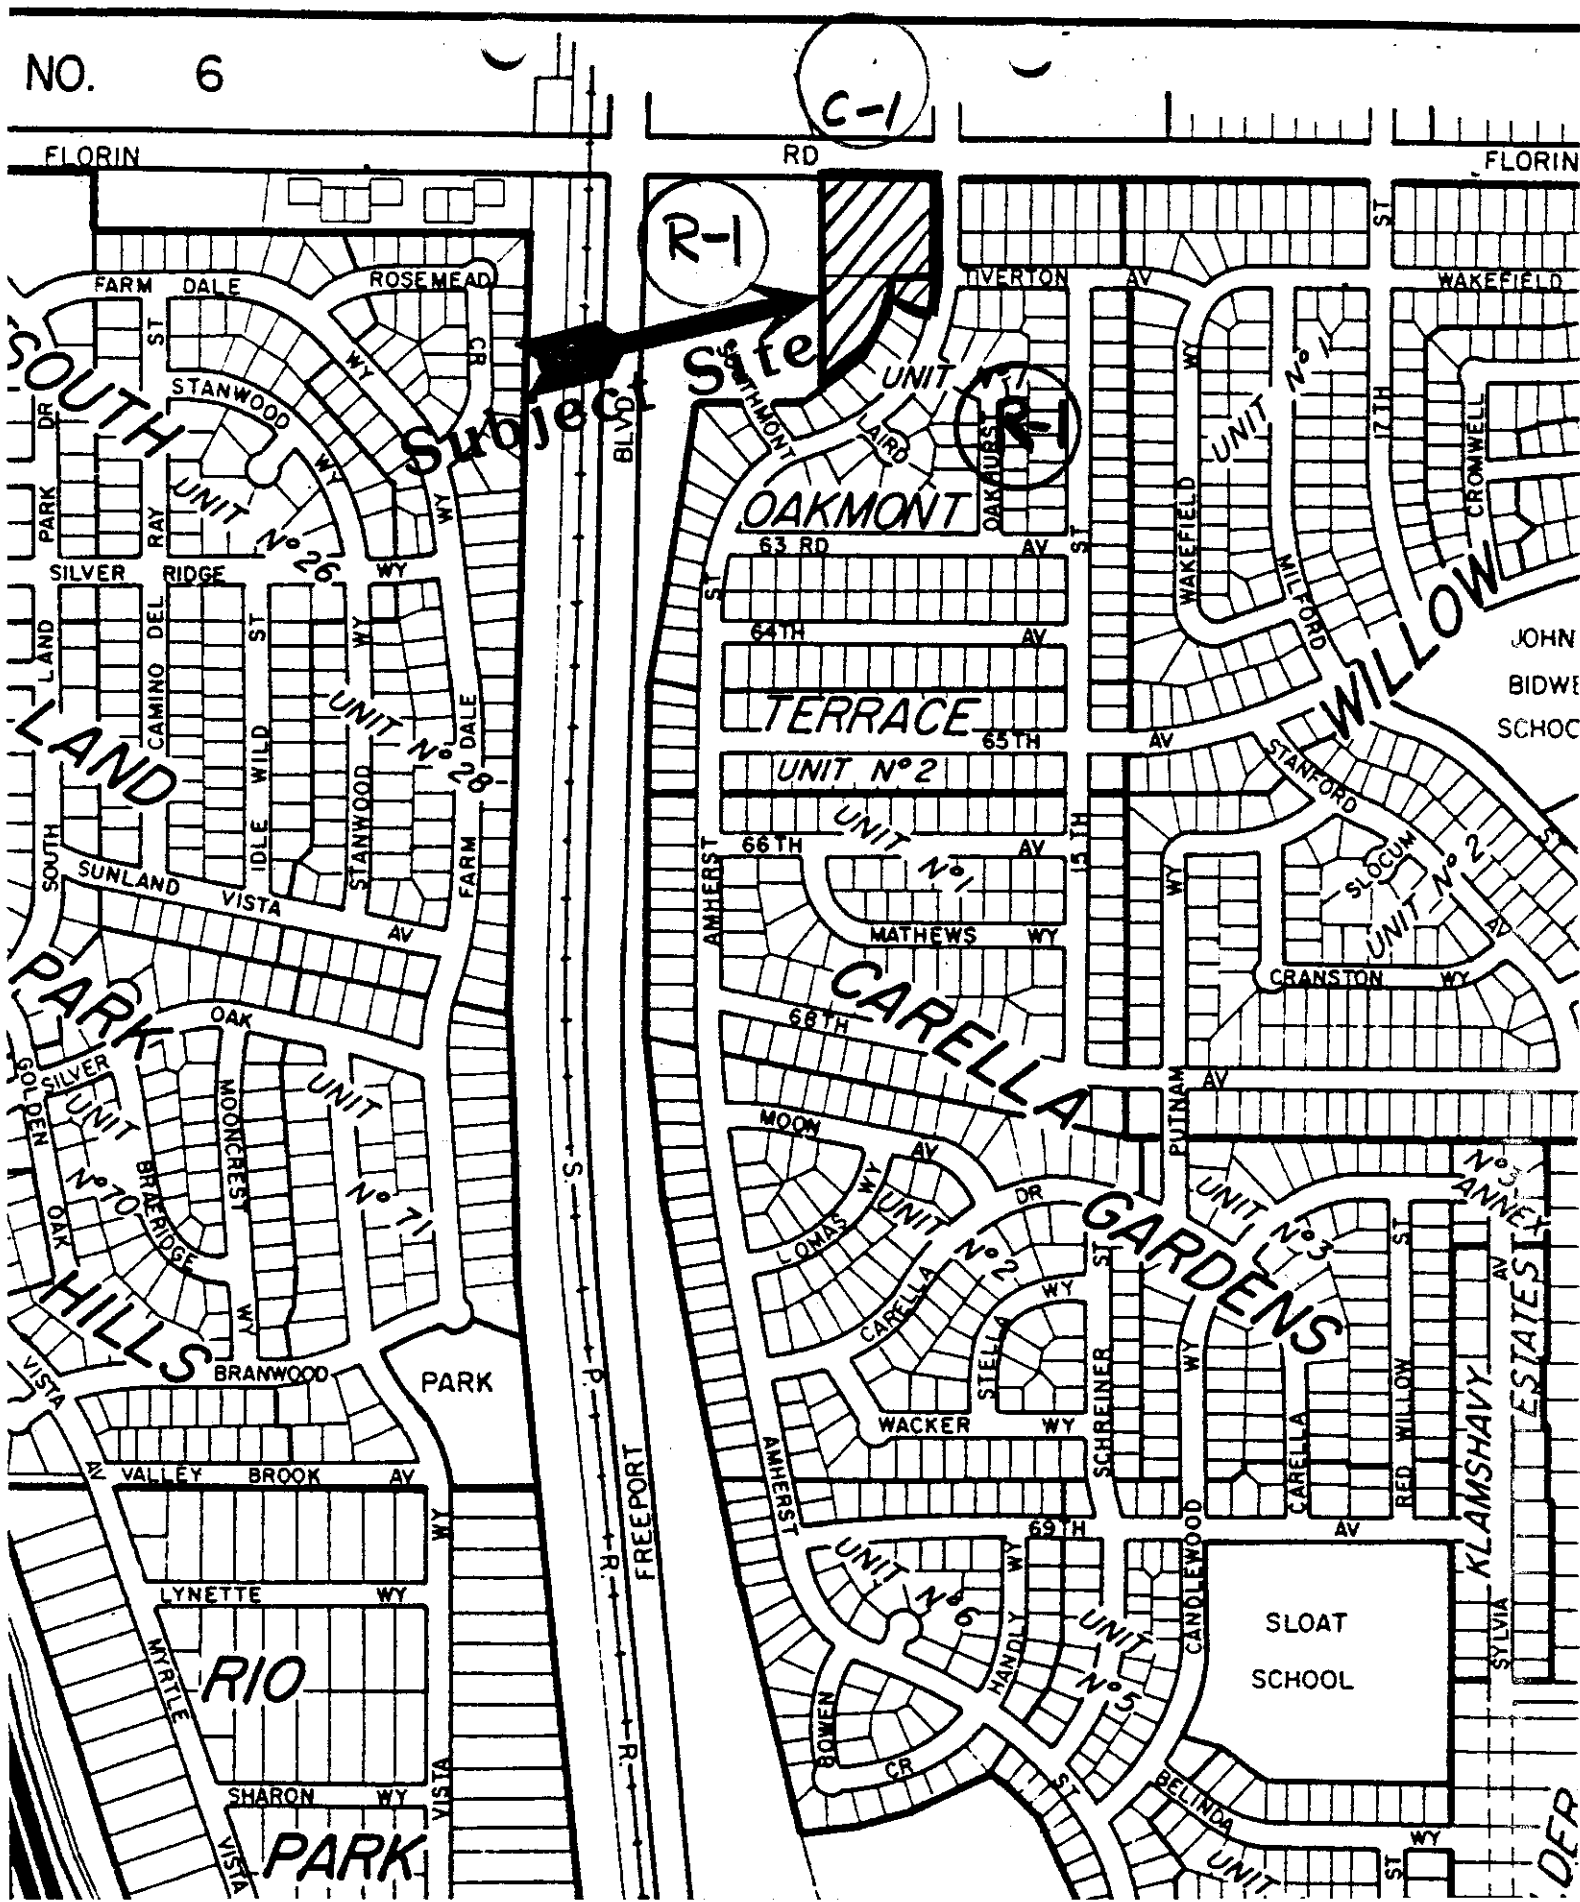 NO. 6
C-1
FLORIN RD FLORIN
R-1
ST
FARM DALE
ROSEMEAD
TIVERTON AV
WAKEFIELD
SOUTH
ST
WY
CR
Subject Site
SOUTHMONT
UNIT Nº 1
R-1
WY
UNIT Nº 1
17TH
CROMWELL
STANWOOD
WY
DR
BLVD
AIRD
OAKHURST
PARK
RAY
UNIT Nº 26
WY
OAKMONT
63 RD AV
ST
WAKEFIELD
MILFORD
SILVER RIDGE WY
ST
WILLOW
LAND
CAMINO DEL
ST
WY
64TH AV
JOHN
BIDWE
SCHOO
LAND
UNIT Nº 28
DALE
TERRACE
65TH AV
IDLE WILD
STANWOOD
UNIT Nº 2
STANFORD
SOUTH
FARM
AMHERST
UNIT Nº 1
66TH AV
15TH
WY
SLOCUM
UNIT Nº 2
ST
SUNLAND VISTA AV
MATHEWS WY
AV
PARK
CARELLA
CRANSTON WY
OAK
68TH
AV
SILVER
GOLDEN
OAK
UNIT Nº 70
MOONCREST
WY
UNIT Nº 71
BRAERIDGE
MOON AV
PUTNAM
S.
WY
LOMAS
UNIT Nº 2
DR
GARDENS
UNIT Nº 3
Nº 3
ANNEX
ST
AV
HILLS
CARELLA
STELLA
WY
ST
SCHREINER
WY
VISTA
AV
BRANWOOD
PARK
P.
WACKER WY
CARELLA
RED WILLOW
KLAMSHAVY
ESTATES
VALLEY BROOK AV
FREEPORT
AMHERST
69TH AV
WY
LYNETTE WY
R.
UNIT Nº 6
WY
HANDLY
UNIT Nº 5
CANDLEWOOD
SLOAT
SCHOOL
SYLVIA
MYRTLE
RIO
R.
BOWEN
CR
ST
BELINDA
WY
SHARON WY
VISTA
VISTA
PARK
UNIT
ST
DER